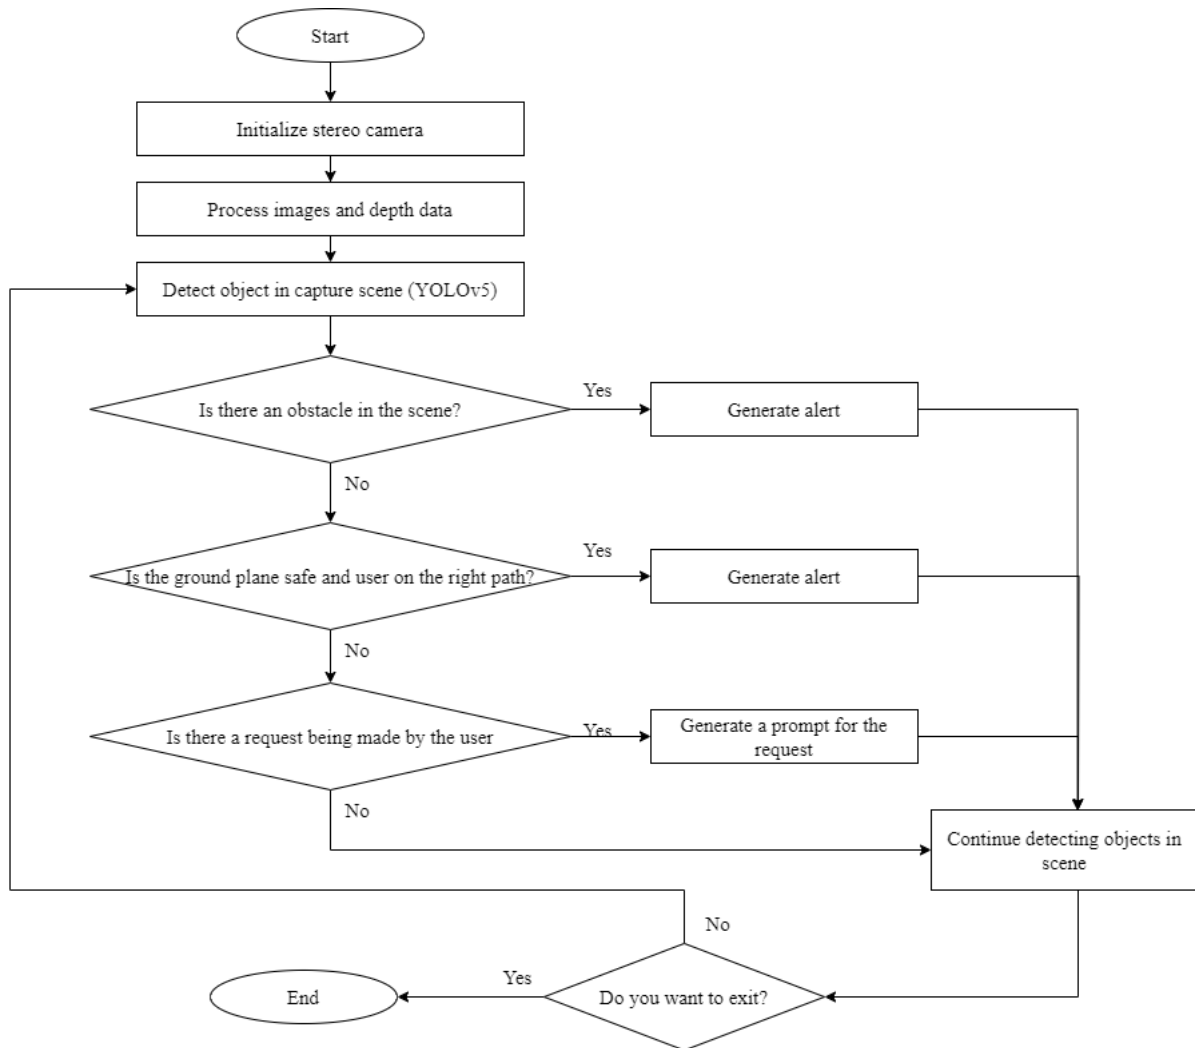 Start
Initialize stereo camera
Process images and depth data
Detect object in capture scene (YOLOv5)
Is there an obstacle in the scene?
Yes
Generate alert
No
Is the ground plane safe and user on the right path?
Yes
Generate alert
No
Is there a request being made by the user
Yes
Generate a prompt for the
request
No
Continue detecting objects in
scene
No
Do you want to exit?
Yes
End